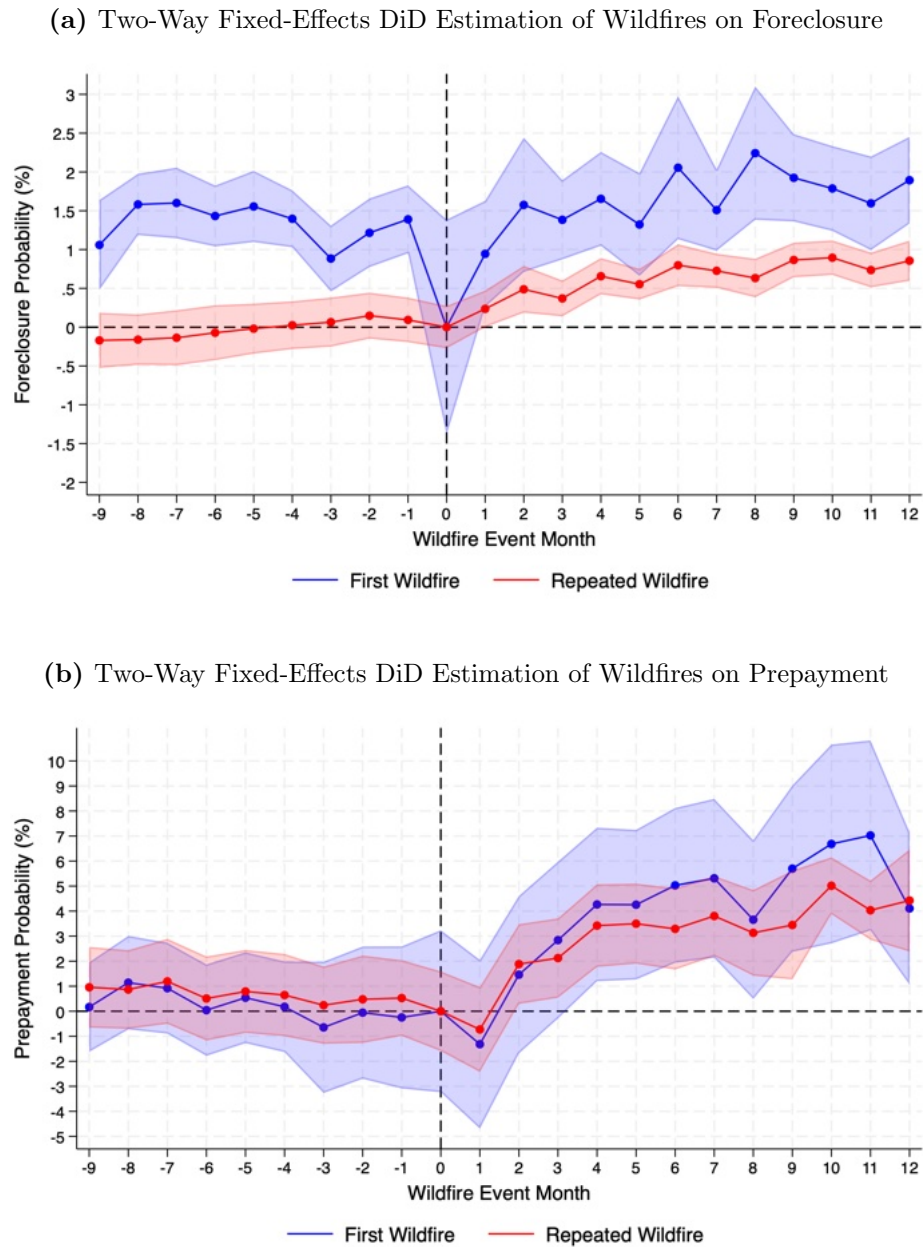 (a) Two-Way Fixed-Effects DiD Estimation of Wildfires on Foreclosure
Foreclosure Probability (%)
3
2.5
2
1.5
1
.5
0
-.5
-1
-1.5
-2
-9 -8 -7 -6 -5 -4 -3 -2 -1 0 1 2 3 4 5 6 7 8 9 10 11 12
Wildfire Event Month
First Wildfire Repeated Wildfire
(b) Two-Way Fixed-Effects DiD Estimation of Wildfires on Prepayment
Prepayment Probability (%)
10
9
8
7
6
5
4
3
2
1
0
-1
-2
-3
-4
-5
-9 -8 -7 -6 -5 -4 -3 -2 -1 0 1 2 3 4 5 6 7 8 9 10 11 12
Wildfire Event Month
First Wildfire Repeated Wildfire